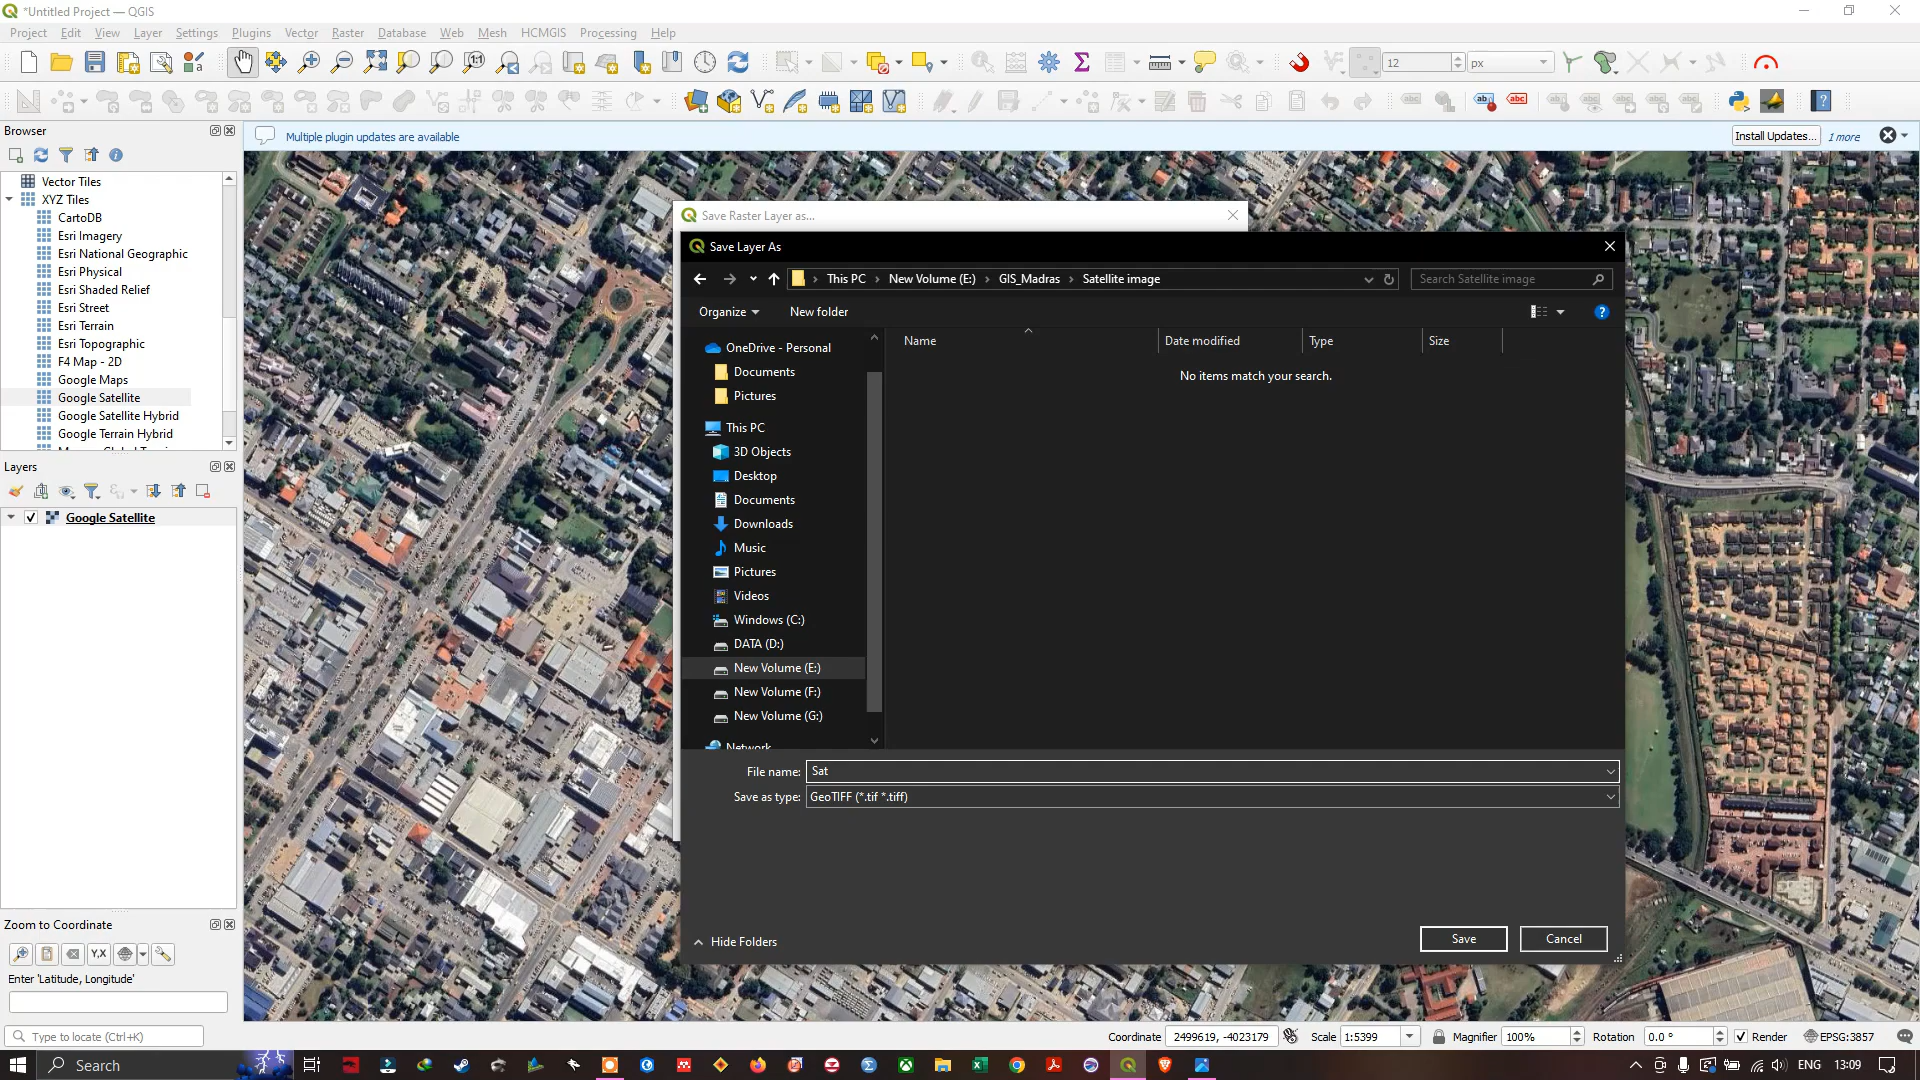 *Untitled Project — QGIS
Project Edit View Layer Settings Plugins Vector Raster Database Web Mesh HCMGIS Processing Help
12 px
Browser
Multiple plugin updates are available
Install Updates... 1 more
Vector Tiles
XYZ Tiles
CartoDB
Esri Imagery
Esri National Geographic
Esri Physical
Esri Shaded Relief
Esri Street
Esri Terrain
Esri Topographic
F4 Map - 2D
Google Maps
Google Satellite
Google Satellite Hybrid
Google Terrain Hybrid
Layers
Google Satellite
Zoom to Coordinate
Y,X
Enter 'Latitude, Longitude'
Type to locate (Ctrl+K)
Save Raster Layer as...
Save Layer As
This PC > New Volume (E:) > GIS_Madras > Satellite image
Search Satellite image
Organize New folder
Name Date modified Type Size
No items match your search.
OneDrive - Personal
Documents
Pictures
This PC
3D Objects
Desktop
Documents
Downloads
Music
Pictures
Videos
Windows (C:)
DATA (D:)
New Volume (E:)
New Volume (F:)
New Volume (G:)
Network
File name: Sat
Save as type: GeoTIFF (*.tif *.tiff)
Hide Folders
Save Cancel
Coordinate 2499619, -4023179 Scale 1:5399 Magnifier 100% Rotation 0.0 ° Render EPSG:3857
Search
ENG 13:09